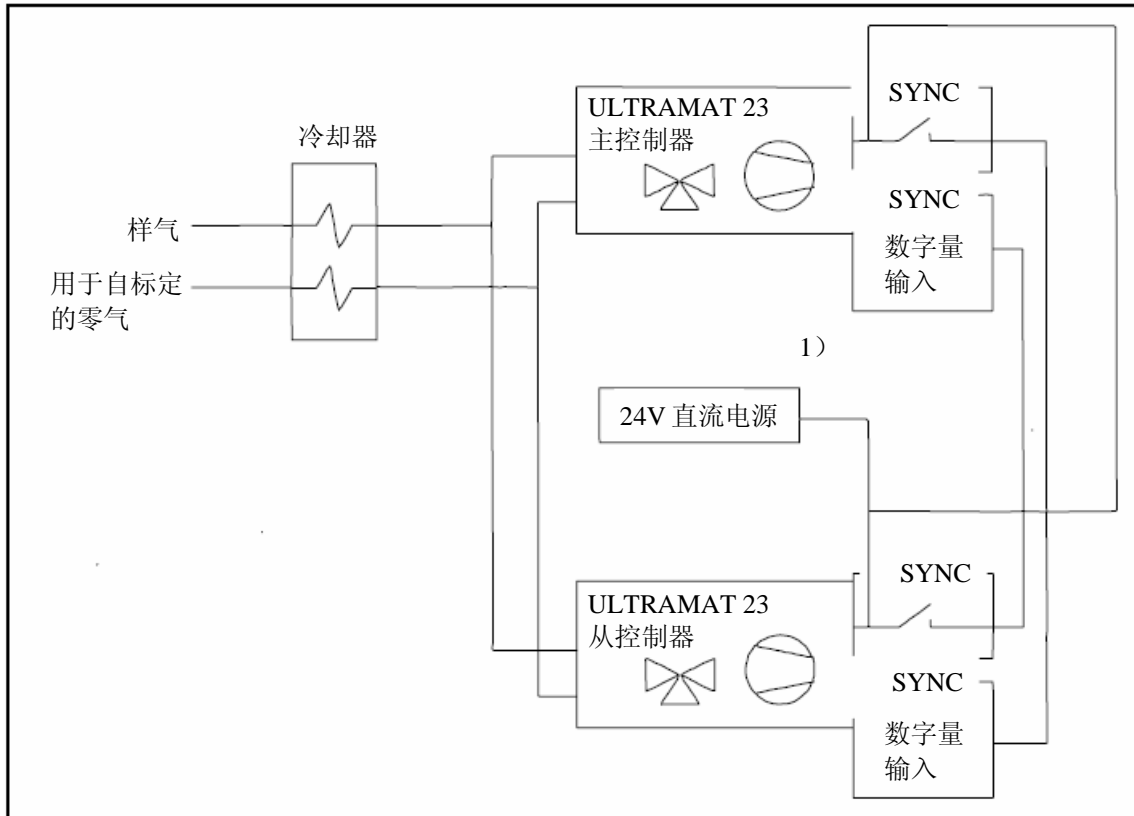 ULTRAMAT 23
主控制器
SYNC
冷却器
SYNC
数字量
输入
样气
用于自标定
的零气
1）
24V 直流电源
ULTRAMAT 23
从控制器
SYNC
SYNC
数字量
输入